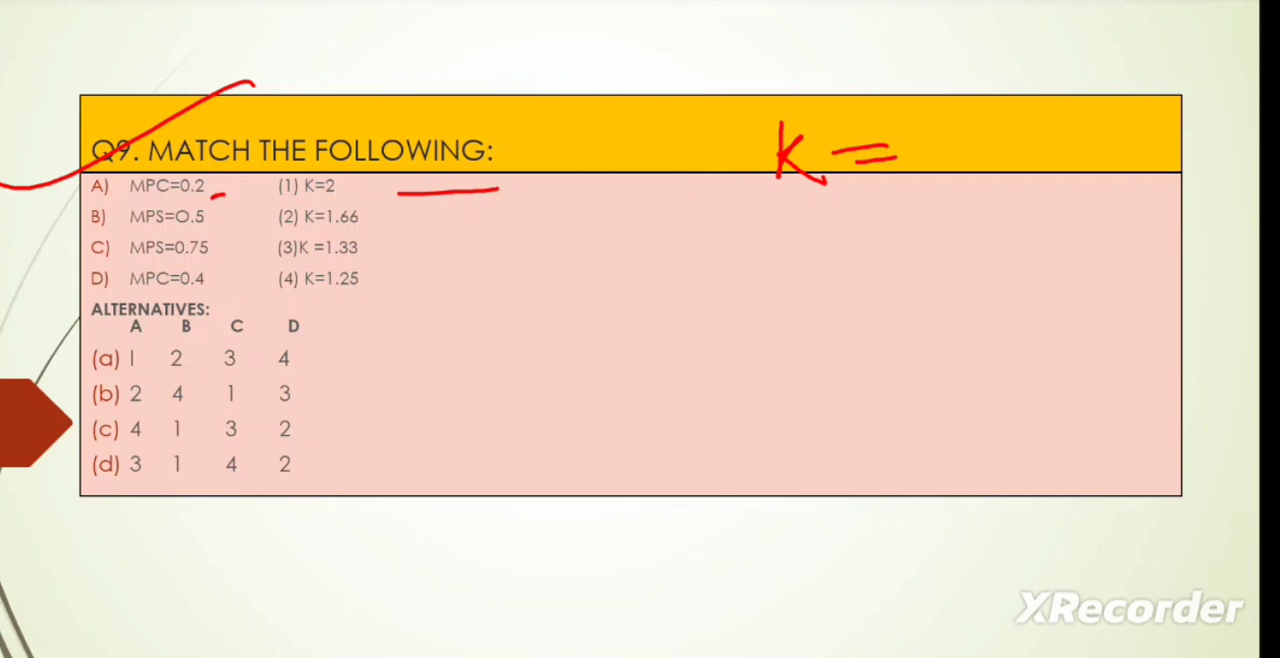 Q9. MATCH THE FOLLOWING:
K =
A) MPC=0.2 (1) K=2
B) MPS=O.5 (2) K=1.66
C) MPS=0.75 (3)K =1.33
D) MPC=0.4 (4) K=1.25
ALTERNATIVES:
A B C D
(a) 1 2 3 4
(b) 2 4 1 3
(c) 4 1 3 2
(d) 3 1 4 2
XRecorder